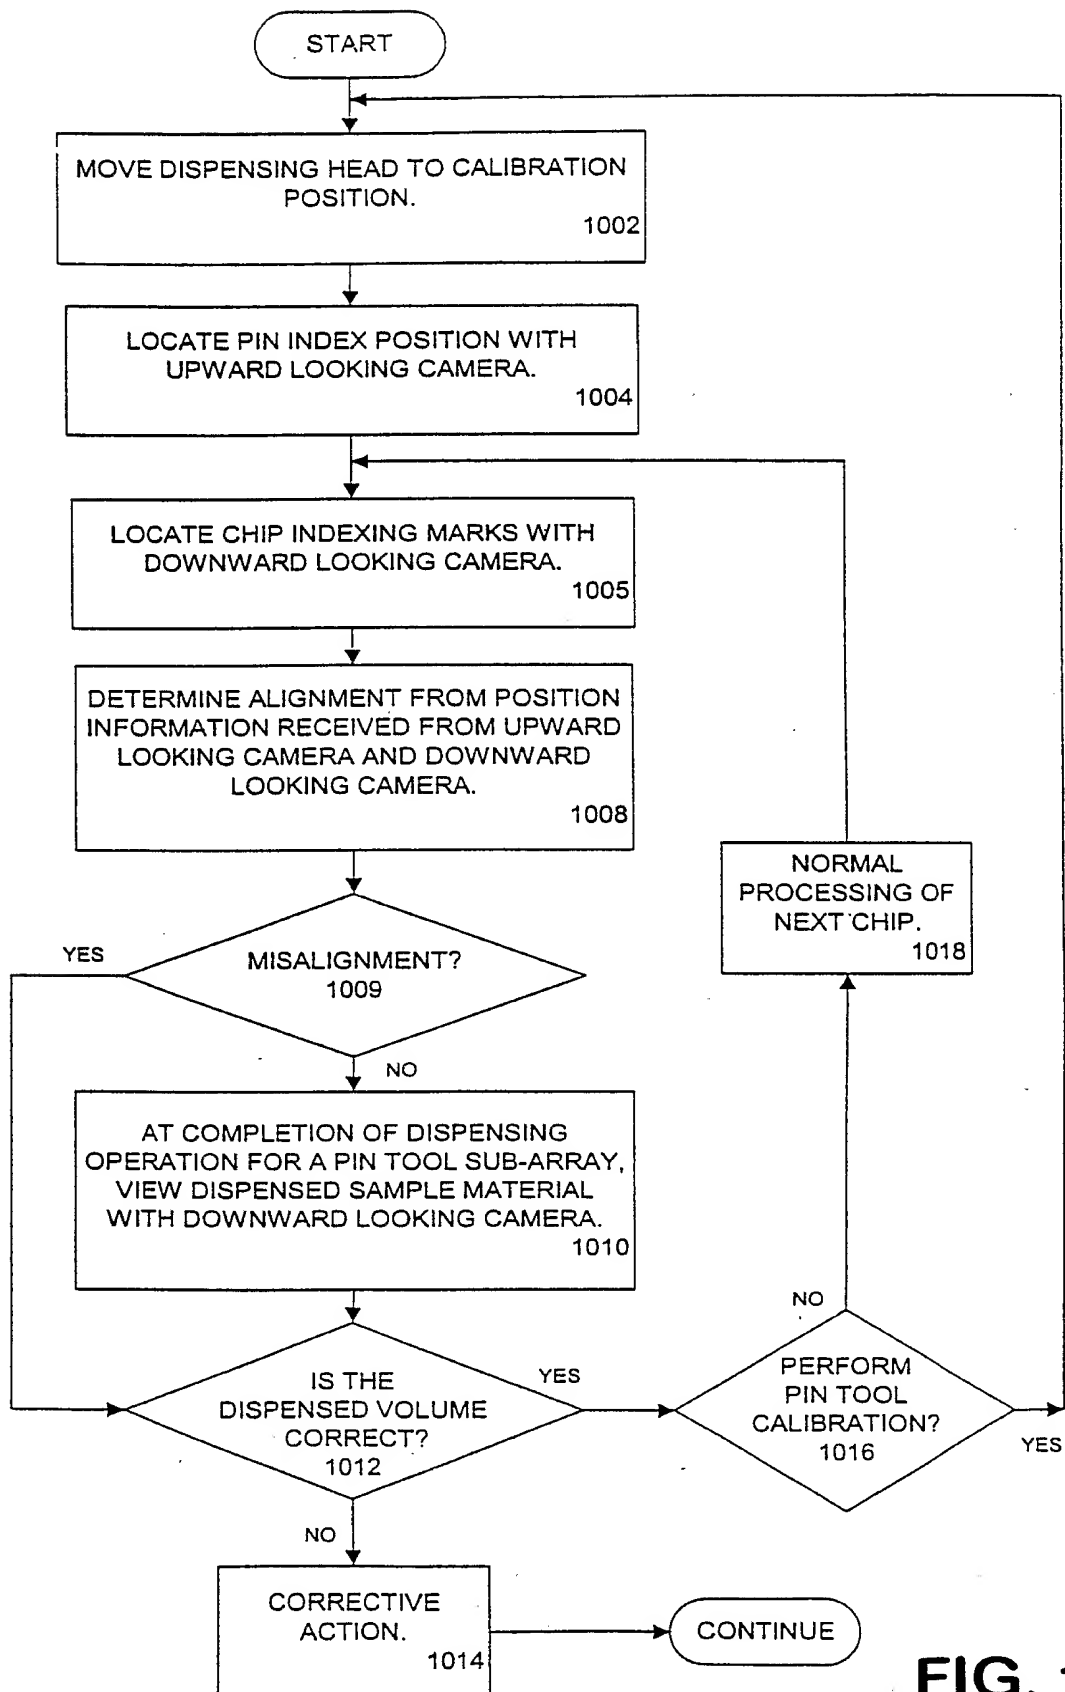 START
MOVE DISPENSING HEAD TO CALIBRATION
POSITION.
1002
LOCATE PIN INDEX POSITION WITH
UPWARD LOOKING CAMERA.
1004
LOCATE CHIP INDEXING MARKS WITH
DOWNWARD LOOKING CAMERA.
1005
DETERMINE ALIGNMENT FROM POSITION
INFORMATION RECEIVED FROM UPWARD
LOOKING CAMERA AND DOWNWARD
LOOKING CAMERA.
1008
NORMAL
PROCESSING OF
NEXT CHIP.
1018
YES
MISALIGNMENT?
1009
NO
AT COMPLETION OF DISPENSING
OPERATION FOR A PIN TOOL SUB-ARRAY,
VIEW DISPENSED SAMPLE MATERIAL
WITH DOWNWARD LOOKING CAMERA.
1010
IS THE
DISPENSED VOLUME
CORRECT?
1012
YES
NO
PERFORM
PIN TOOL
CALIBRATION?
1016
YES
NO
CORRECTIVE
ACTION.
1014
CONTINUE
FIG.